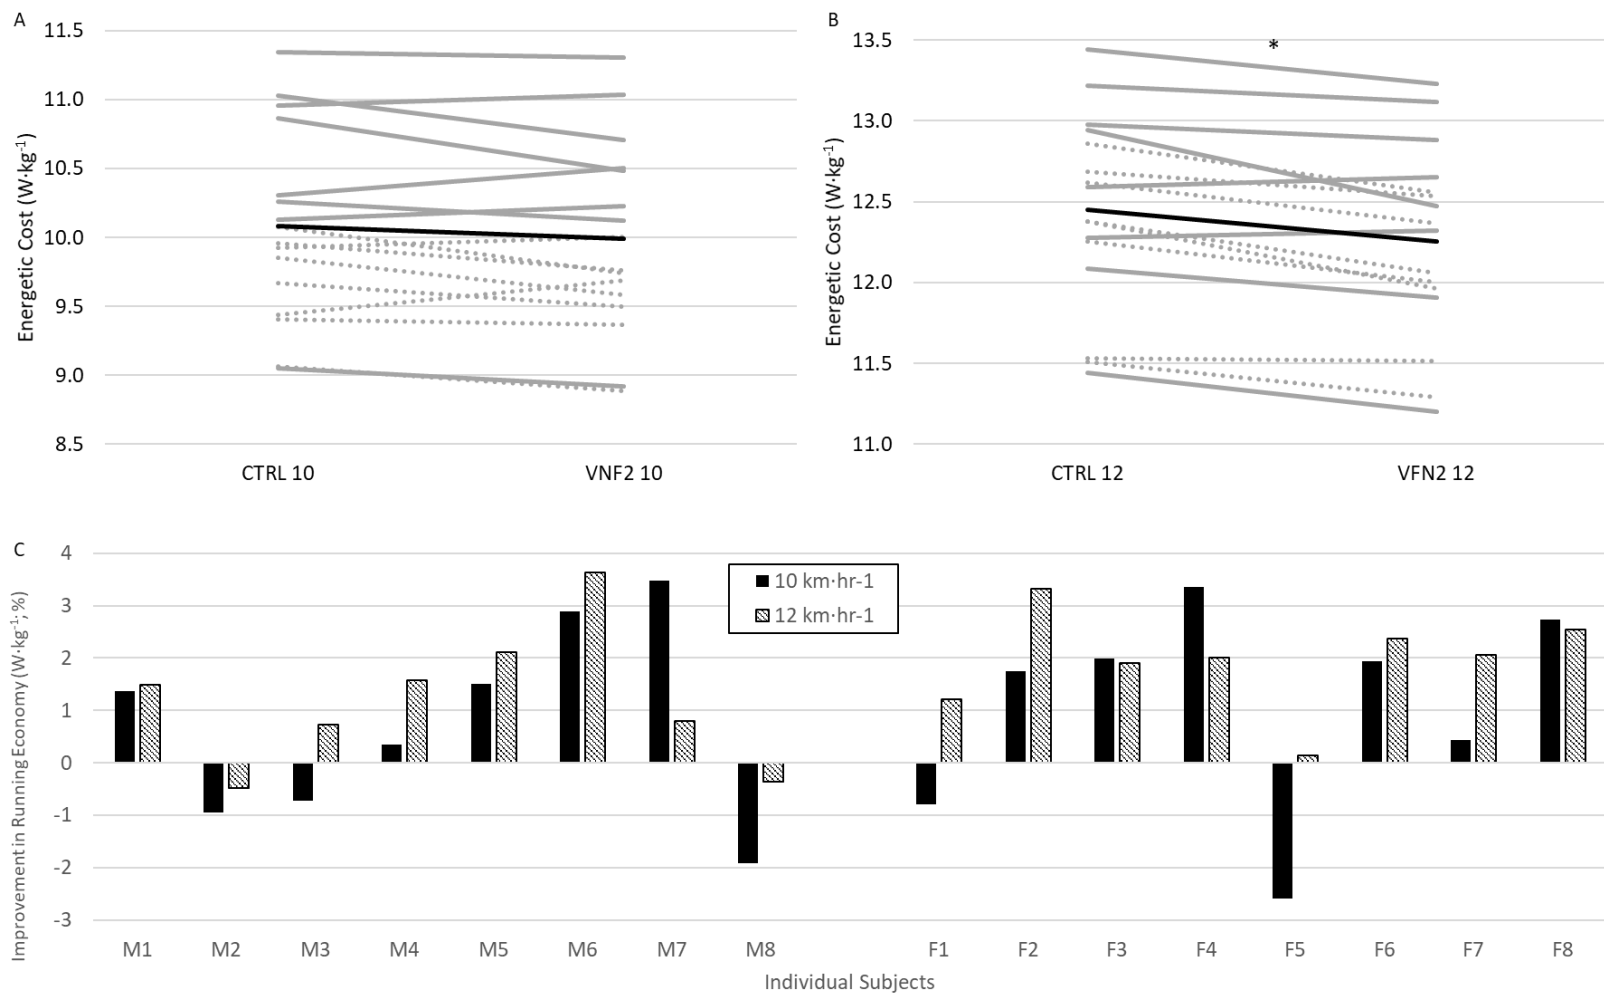 A
11.5
11.0
10.5
10.0
9.5
9.0
8.5
Energetic Cost (W·kg-1)
CTRL 10 VNF2 10
B
13.5
*
13.0
12.5
12.0
11.5
11.0
Energetic Cost (W·kg-1)
CTRL 12 VFN2 12
C
4
3
2
1
0
-1
-2
-3
Improvement in Running Economy (W·kg-1; %)
10 km·hr-1
12 km·hr-1
M1 M2 M3 M4 M5 M6 M7 M8 F1 F2 F3 F4 F5 F6 F7 F8
Individual Subjects